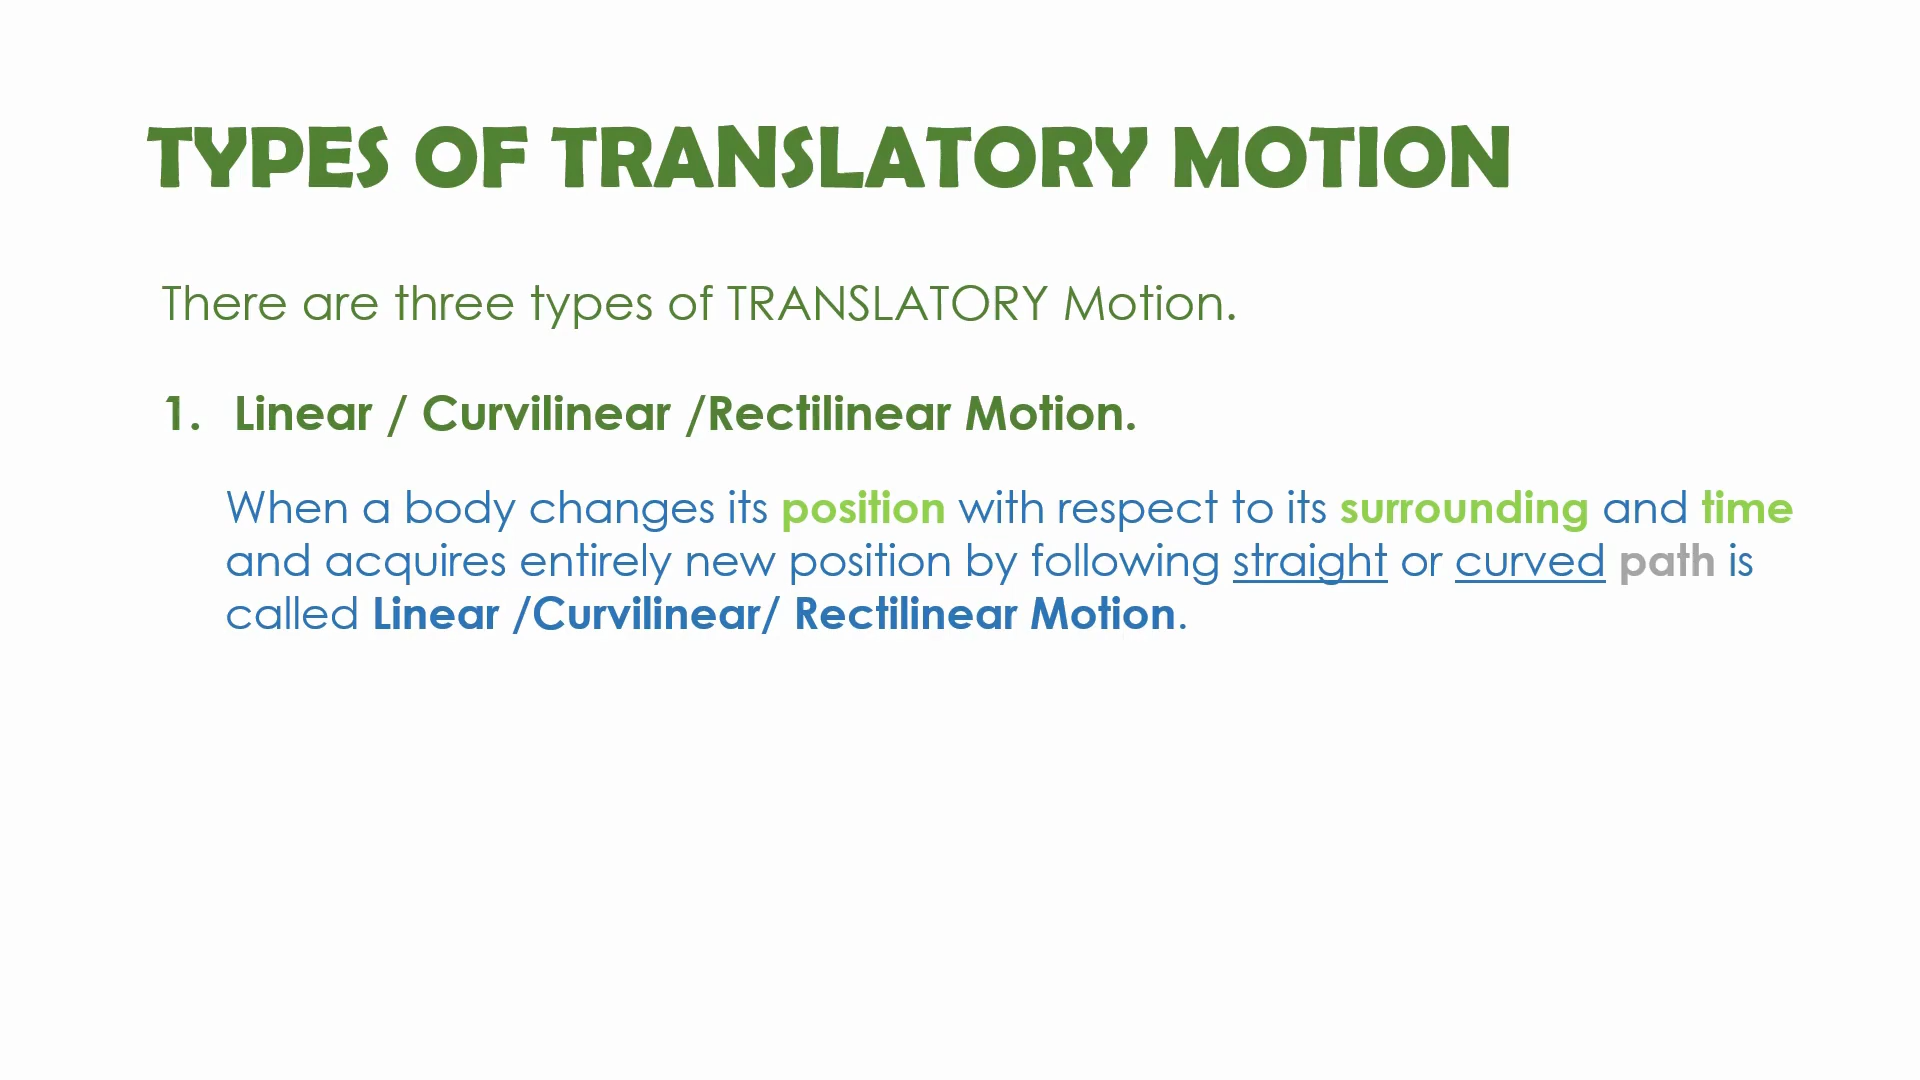 TYPES OF TRANSLATORY MOTION
There are three types of TRANSLATORY Motion.
1. Linear / Curvilinear /Rectilinear Motion.
When a body changes its position with respect to its surrounding and time
and acquires entirely new position by following straight or curved path is
called Linear /Curvilinear/ Rectilinear Motion.